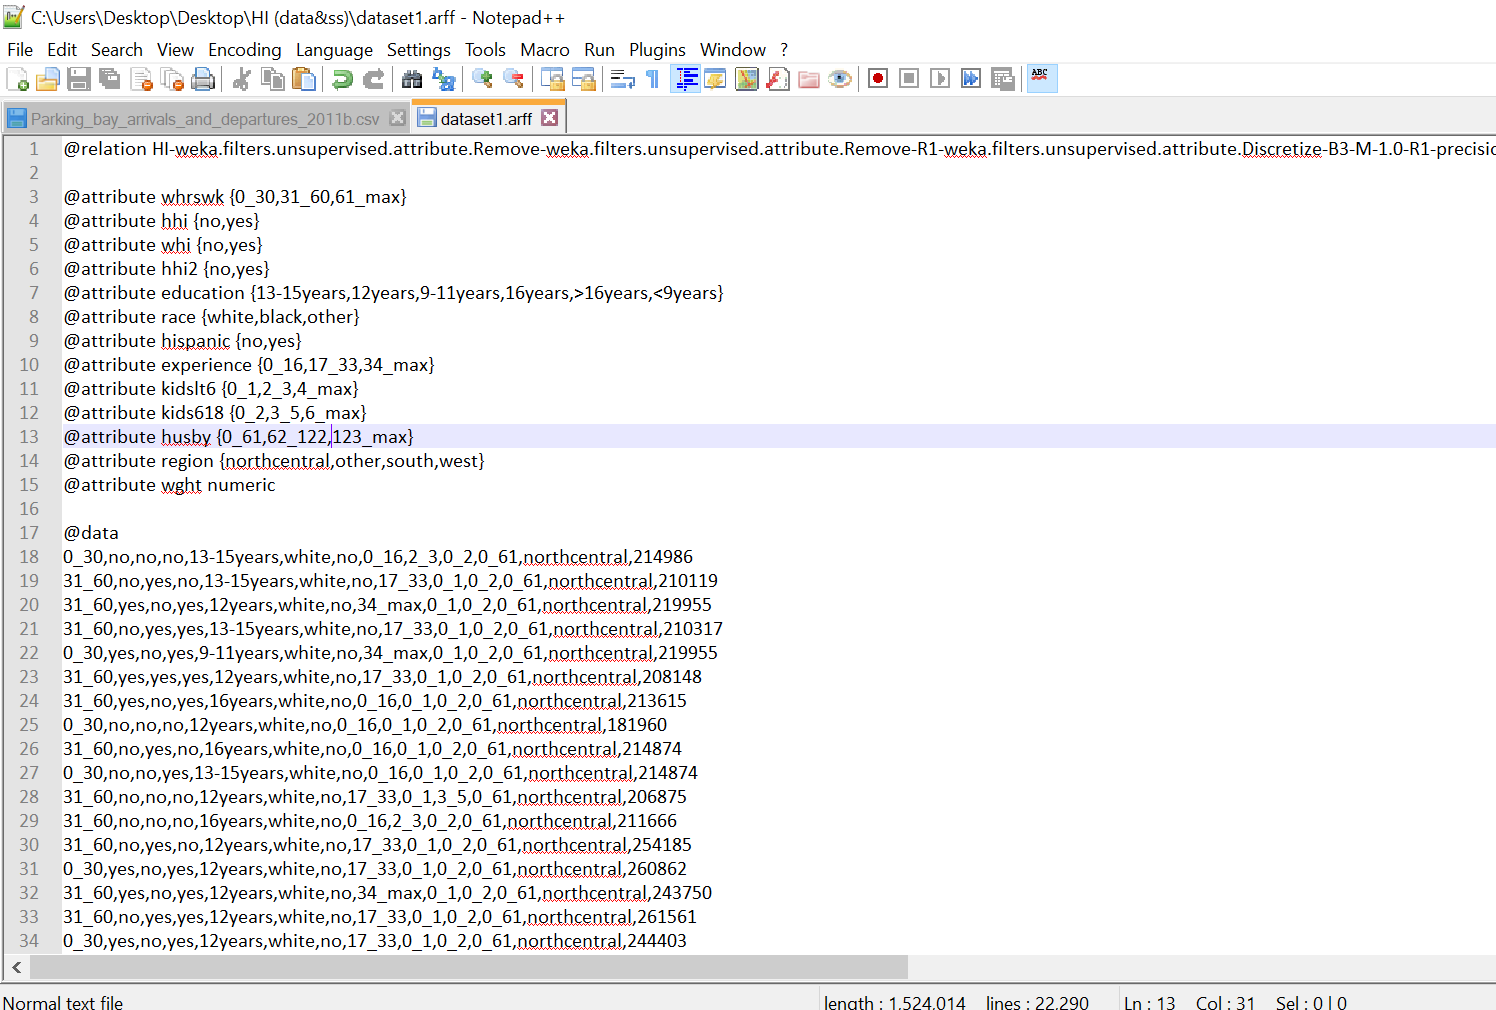 C:\Users\Desktop\Desktop\HI (data&ss)\dataset1.arff - Notepad++
File Edit Search View Encoding Language Settings Tools Macro Run Plugins Window ?
ABC
Parking_bay_arrivals_and_departures_2011b.csv dataset1.arff
1 @relation HI-weka.filters.unsupervised.attribute.Remove-weka.filters.unsupervised.attribute.Remove-R1-weka.filters.unsupervised.attribute.Discretize-B3-M-1.0-R1-precisio
2
3 @attribute whrswk {0_30,31_60,61_max}
4 @attribute hhi {no,yes}
5 @attribute whi {no,yes}
6 @attribute hhi2 {no,yes}
7 @attribute education {13-15years,12years,9-11years,16years,>16years,<9years}
8 @attribute race {white,black,other}
9 @attribute hispanic {no,yes}
10 @attribute experience {0_16,17_33,34_max}
11 @attribute kidslt6 {0_1,2_3,4_max}
12 @attribute kids618 {0_2,3_5,6_max}
13 @attribute husby {0_61,62_122,123_max}
14 @attribute region {northcentral,other,south,west}
15 @attribute wght numeric
16
17 @data
18 0_30,no,no,no,13-15years,white,no,0_16,2_3,0_2,0_61,northcentral,214986
19 31_60,no,yes,no,13-15years,white,no,17_33,0_1,0_2,0_61,northcentral,210119
20 31_60,yes,no,yes,12years,white,no,34_max,0_1,0_2,0_61,northcentral,219955
21 31_60,no,yes,yes,13-15years,white,no,17_33,0_1,0_2,0_61,northcentral,210317
22 0_30,yes,no,yes,9-11years,white,no,34_max,0_1,0_2,0_61,northcentral,219955
23 31_60,yes,yes,yes,12years,white,no,17_33,0_1,0_2,0_61,northcentral,208148
24 31_60,yes,no,yes,16years,white,no,0_16,0_1,0_2,0_61,northcentral,213615
25 0_30,no,no,no,12years,white,no,0_16,0_1,0_2,0_61,northcentral,181960
26 31_60,no,yes,no,16years,white,no,0_16,0_1,0_2,0_61,northcentral,214874
27 0_30,no,no,yes,13-15years,white,no,0_16,0_1,0_2,0_61,northcentral,214874
28 31_60,no,no,no,12years,white,no,17_33,0_1,3_5,0_61,northcentral,206875
29 31_60,no,no,no,16years,white,no,0_16,2_3,0_2,0_61,northcentral,211666
30 31_60,no,yes,no,12years,white,no,17_33,0_1,0_2,0_61,northcentral,254185
31 0_30,yes,no,yes,12years,white,no,17_33,0_1,0_2,0_61,northcentral,260862
32 31_60,yes,no,yes,12years,white,no,34_max,0_1,0_2,0_61,northcentral,243750
33 31_60,no,yes,yes,12years,white,no,17_33,0_1,0_2,0_61,northcentral,261561
34 0_30,yes,no,yes,12years,white,no,17_33,0_1,0_2,0_61,northcentral,244403
Normal text file length : 1,524,014 lines : 22,290 Ln : 13 Col : 31 Sel : 0 | 0